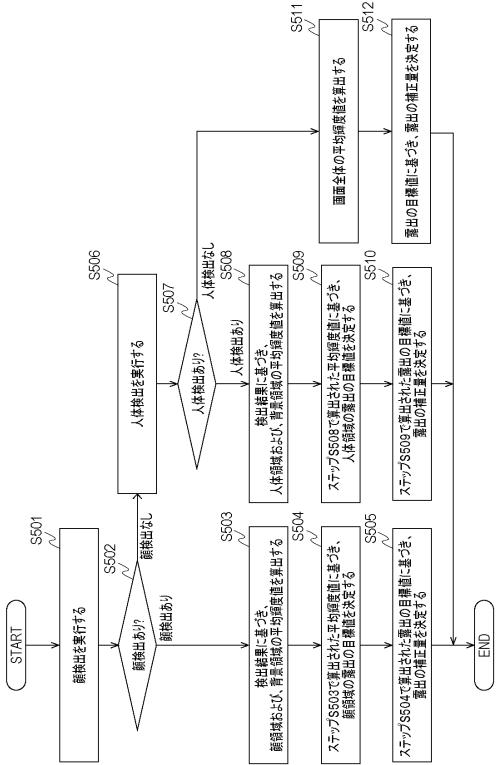 START
S501
顔検出を実行する
S502
顔検出あり?
顔検出なし
顔検出あり
S503
検出結果に基づき、
顔領域および、背景領域の平均輝度値を算出する
S504
ステップS503で算出された平均輝度値に基づき、
顔領域の露出の目標値を決定する
S505
ステップS504で算出された露出の目標値に基づき、
露出の補正量を決定する
S506
人体検出を実行する
S507
人体検出あり?
人体検出なし
人体検出あり
S508
検出結果に基づき、
人体領域および、背景領域の平均輝度値を算出する
S509
ステップS508で算出された平均輝度値に基づき、
人体領域の露出の目標値を決定する
S510
ステップS509で算出された露出の目標値に基づき、
露出の補正量を決定する
S511
画面全体の平均輝度値を算出する
S512
露出の目標値に基づき、露出の補正量を決定する
END